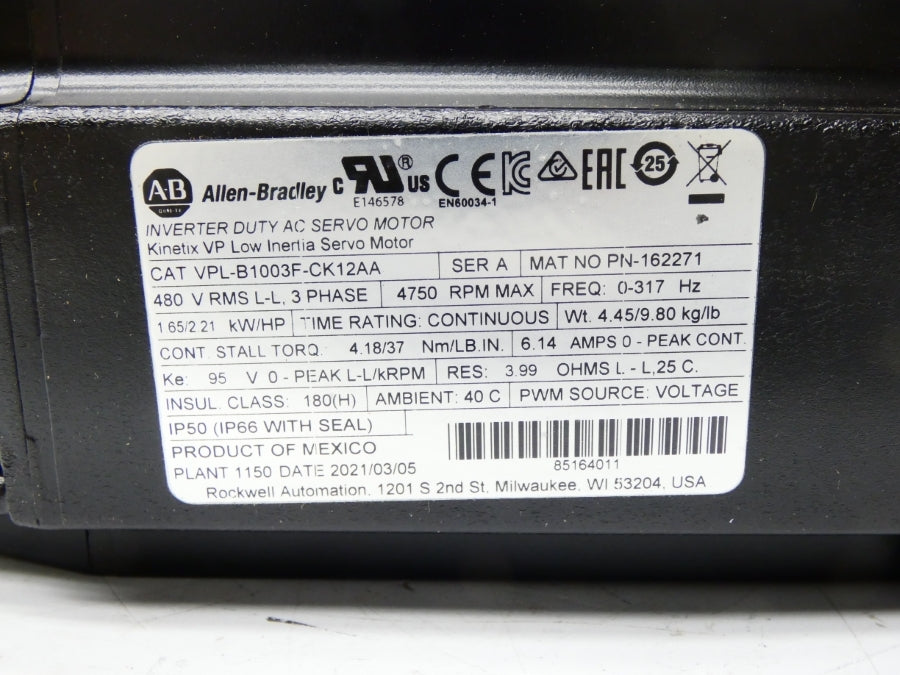 A-B Allen-Bradley c RU® US CE KC EAC 25
E146578 EN60034-1
INVERTER DUTY AC SERVO MOTOR
Kinetix VP Low Inertia Servo Motor
CAT VPL-B1003F-CK12AA SER A MAT NO PN-162271
480 V RMS L-L, 3 PHASE 4750 RPM MAX FREQ: 0-317 Hz
1.65/2.21 kW/HP TIME RATING: CONTINUOUS Wt. 4.45/9.80 kg/lb
CONT. STALL TORQ. 4.18/37 Nm/LB.IN. 6.14 AMPS 0 - PEAK CONT.
Ke: 95 V 0 - PEAK L-L/kRPM RES: 3.99 OHMS L - L,25 C.
INSUL. CLASS: 180(H) AMBIENT: 40 C PWM SOURCE: VOLTAGE
IP50 (IP66 WITH SEAL)
PRODUCT OF MEXICO
PLANT 1150 DATE 2021/03/05
85164011
Rockwell Automation, 1201 S 2nd St. Milwaukee, WI 53204, USA